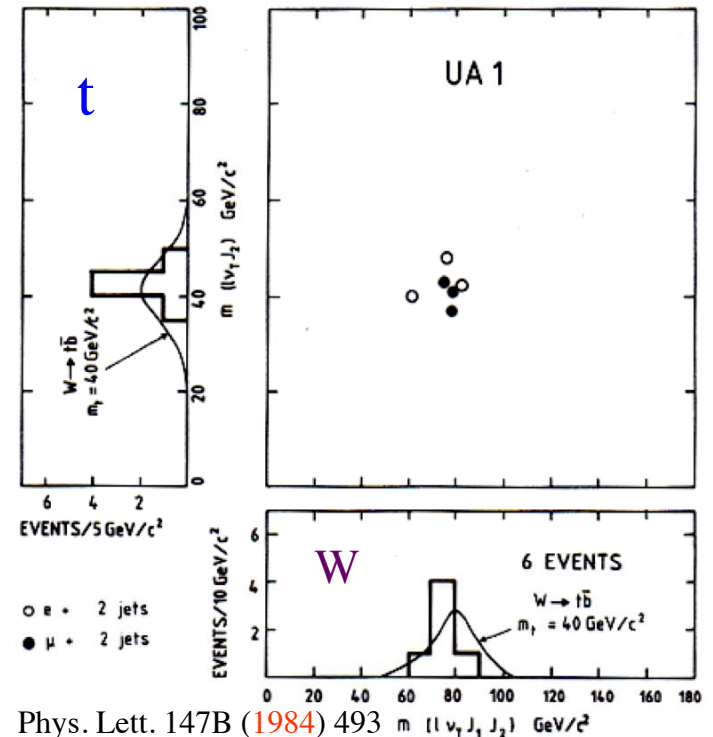 100
80
60
40
20
0
m (lν_T J_2) GeV/c²
t
W → tb̄
m_t = 40 GeV/c²
6 4 2
EVENTS/5 GeV/c²
UA 1
○ e + 2 jets
● μ + 2 jets
EVENTS/10 GeV/c²
6
4
2
W
6 EVENTS
W → tb̄
m_t = 40 GeV/c²
0 20 40 60 80 100 120 140 160 180
m (l ν_T J_1 J_2) GeV/c²
Phys. Lett. 147B (1984) 493